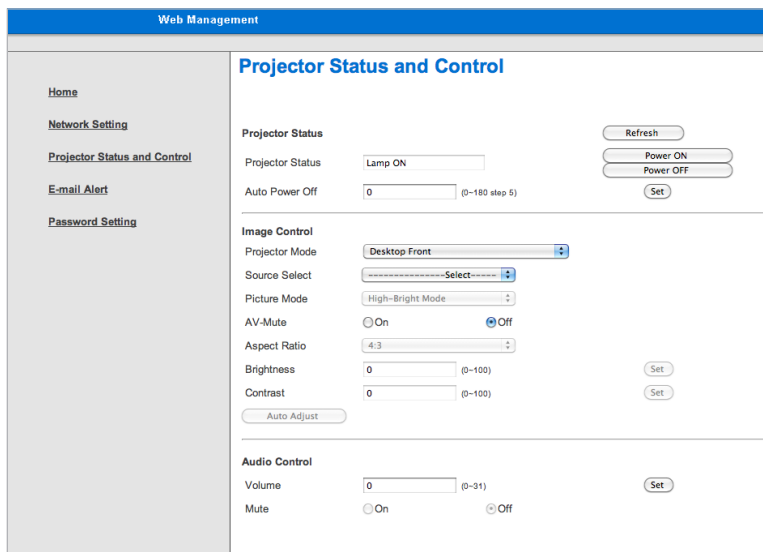 Web Management
Projector Status and Control
Home
Network Setting
Projector Status and Control
E-mail Alert
Password Setting
Projector Status
Refresh
Projector Status
Lamp ON
Power ON
Power OFF
Auto Power Off
0
(0~180 step 5)
Set
Image Control
Projector Mode
Desktop Front
Source Select
---------------Select-----
Picture Mode
High-Bright Mode
AV-Mute
On
Off
Aspect Ratio
4:3
Brightness
0
(0~100)
Set
Contrast
0
(0~100)
Set
Auto Adjust
Audio Control
Volume
0
(0~31)
Set
Mute
On
Off